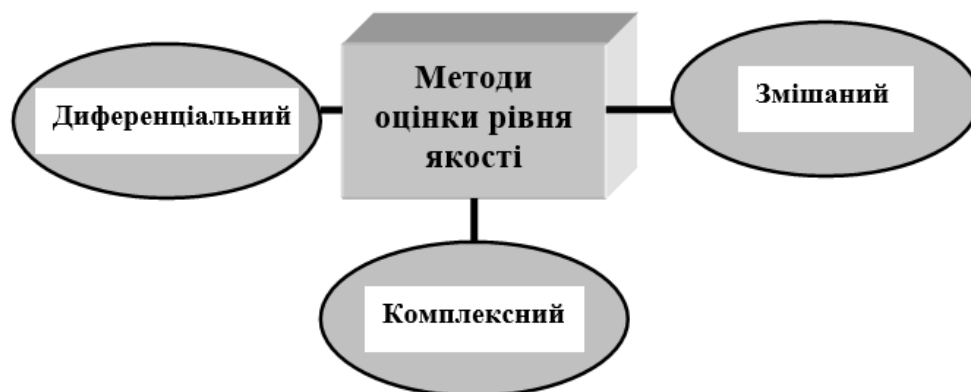 Методи
оцінки рівня
якості
Диференціальний
Змішаний
Комплексний